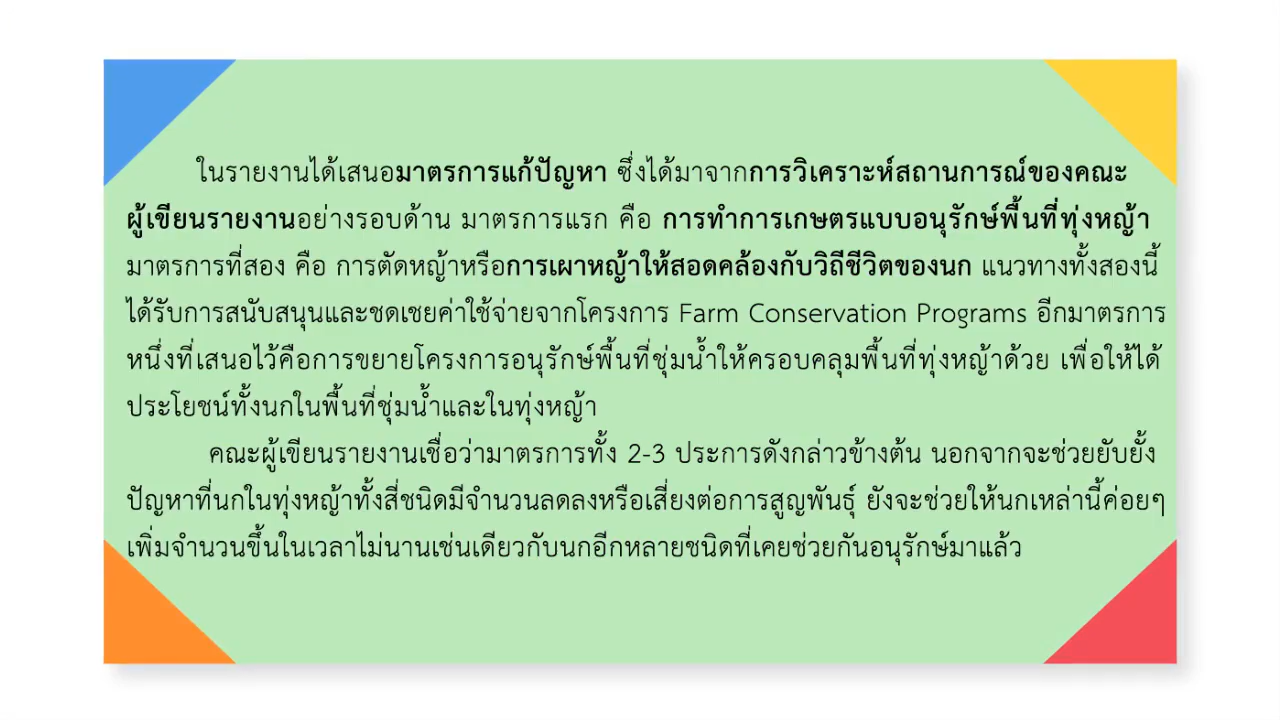 ในรายงานได้เสนอมาตรการแก้ปัญหา ซึ่งได้มาจากการวิเคราะห์สถานการณ์ของคณะ
ผู้เขียนรายงานอย่างรอบด้าน มาตรการแรก คือ การทำการเกษตรแบบอนุรักษ์พื้นที่ทุ่งหญ้า
มาตรการที่สอง คือ การตัดหญ้าหรือการเผาหญ้าให้สอดคล้องกับวิถีชีวิตของนก แนวทางทั้งสองนี้
ได้รับการสนับสนุนและชดเชยค่าใช้จ่ายจากโครงการ Farm Conservation Programs อีกมาตรการ
หนึ่งที่เสนอไว้คือการขยายโครงการอนุรักษ์พื้นที่ชุ่มน้ำให้ครอบคลุมพื้นที่ทุ่งหญ้าด้วย เพื่อให้ได้
ประโยชน์ทั้งนกในพื้นที่ชุ่มน้ำและในทุ่งหญ้า
คณะผู้เขียนรายงานเชื่อว่ามาตรการทั้ง 2-3 ประการดังกล่าวข้างต้น นอกจากจะช่วยยับยั้ง
ปัญหาที่นกในทุ่งหญ้าทั้งสี่ชนิดมีจำนวนลดลงหรือเสี่ยงต่อการสูญพันธุ์ ยังจะช่วยให้นกเหล่านี้ค่อยๆ
เพิ่มจำนวนขึ้นในเวลาไม่นานเช่นเดียวกับนกอีกหลายชนิดที่เคยช่วยกันอนุรักษ์มาแล้ว